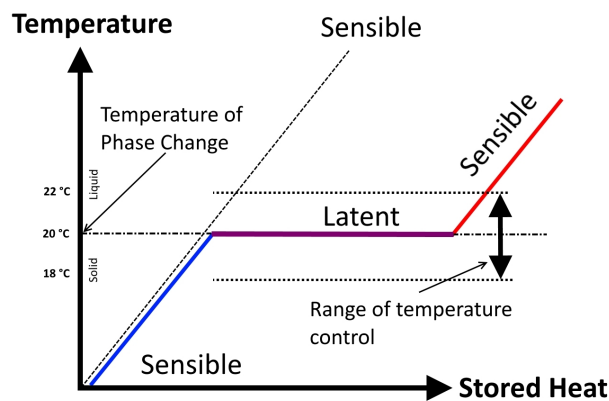 Temperature
Sensible
Temperature of
Phase Change
Sensible
Liquid
22 °C
Latent
20 °C
Solid
18 °C
Range of temperature
control
Sensible
Stored Heat